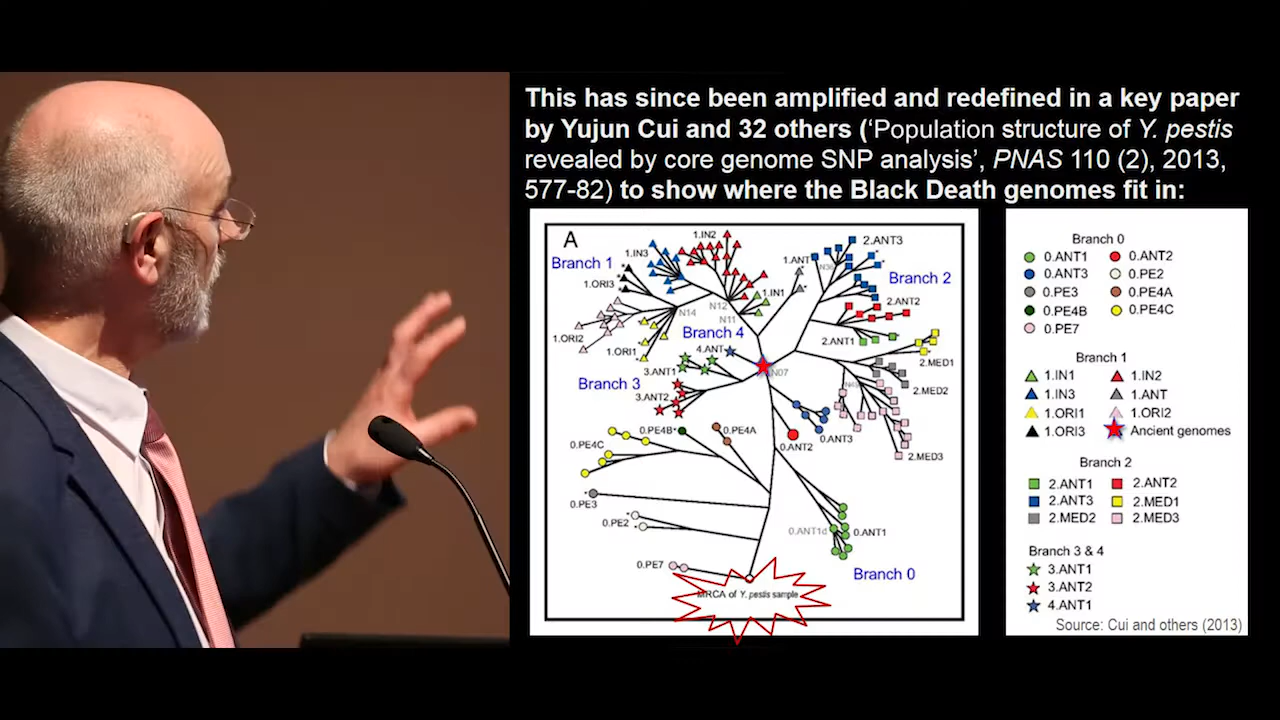 This has since been amplified and redefined in a key paper
by Yujun Cui and 32 others (‘Population structure of Y. pestis
revealed by core genome SNP analysis’, PNAS 110 (2), 2013,
577-82) to show where the Black Death genomes fit in:
A
1.IN2
2.ANT3
1.IN3
Branch 1
1.ANT
Branch 2
1.ORI3
1.IN1
N12
2.ANT2
N14
N11
1.ORI2
Branch 4
2.ANT1
1.ORI1
4.ANT
2.MED1
3.ANT1
N07
Branch 3
2.MED2
3.ANT2
0.PE4B
0.PE4A
0.ANT3
0.PE4C
0.ANT2
2.MED3
0.PE3
0.PE2
0.ANT1d
0.ANT1
0.PE7
Branch 0
MRCA of Y. pestis sample
Branch 0
0.ANT1 0.ANT2
0.ANT3 0.PE2
0.PE3 0.PE4A
0.PE4B 0.PE4C
0.PE7
Branch 1
1.IN1 1.IN2
1.IN3 1.ANT
1.ORI1 1.ORI2
1.ORI3 Ancient genomes
Branch 2
2.ANT1 2.ANT2
2.ANT3 2.MED1
2.MED2 2.MED3
Branch 3 & 4
3.ANT1
3.ANT2
4.ANT1
Source: Cui and others (2013)